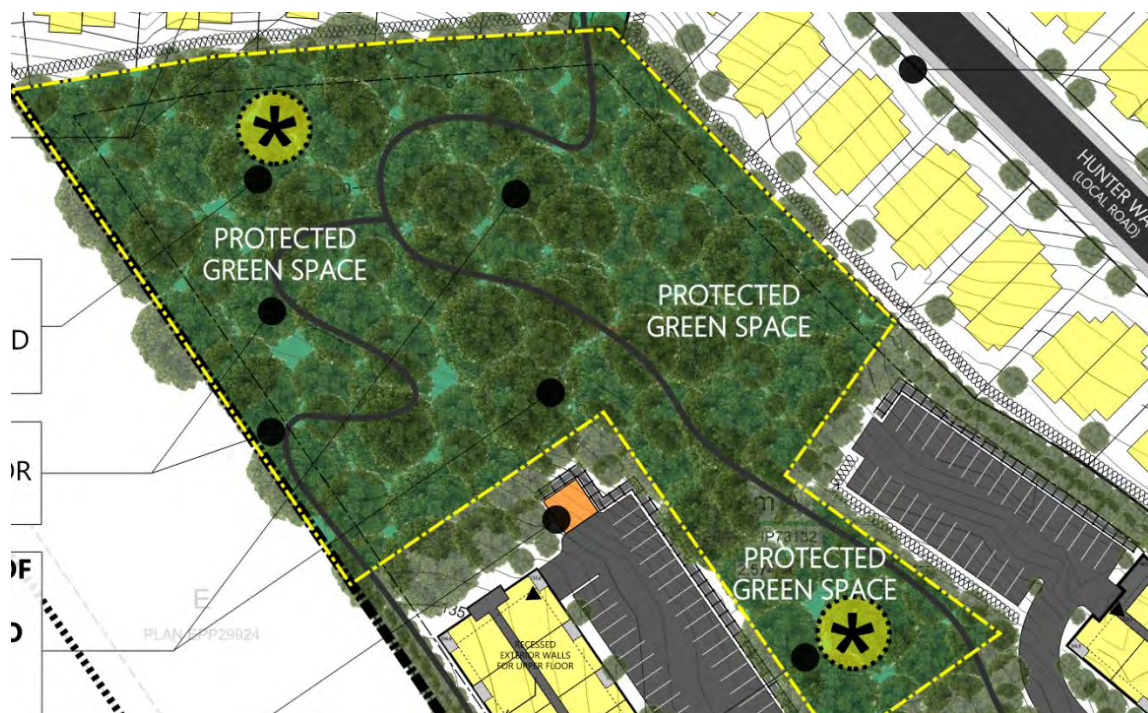 PROTECTED
GREEN SPACE
PROTECTED
GREEN SPACE
HUNTER WA
(LOCAL ROAD)
D
OR
OF
D
E
PLAN EPP29924
PROTECTED
GREEN SPACE
RECESSED
EXTERIOR WALLS
FOR UPPER FLOOR